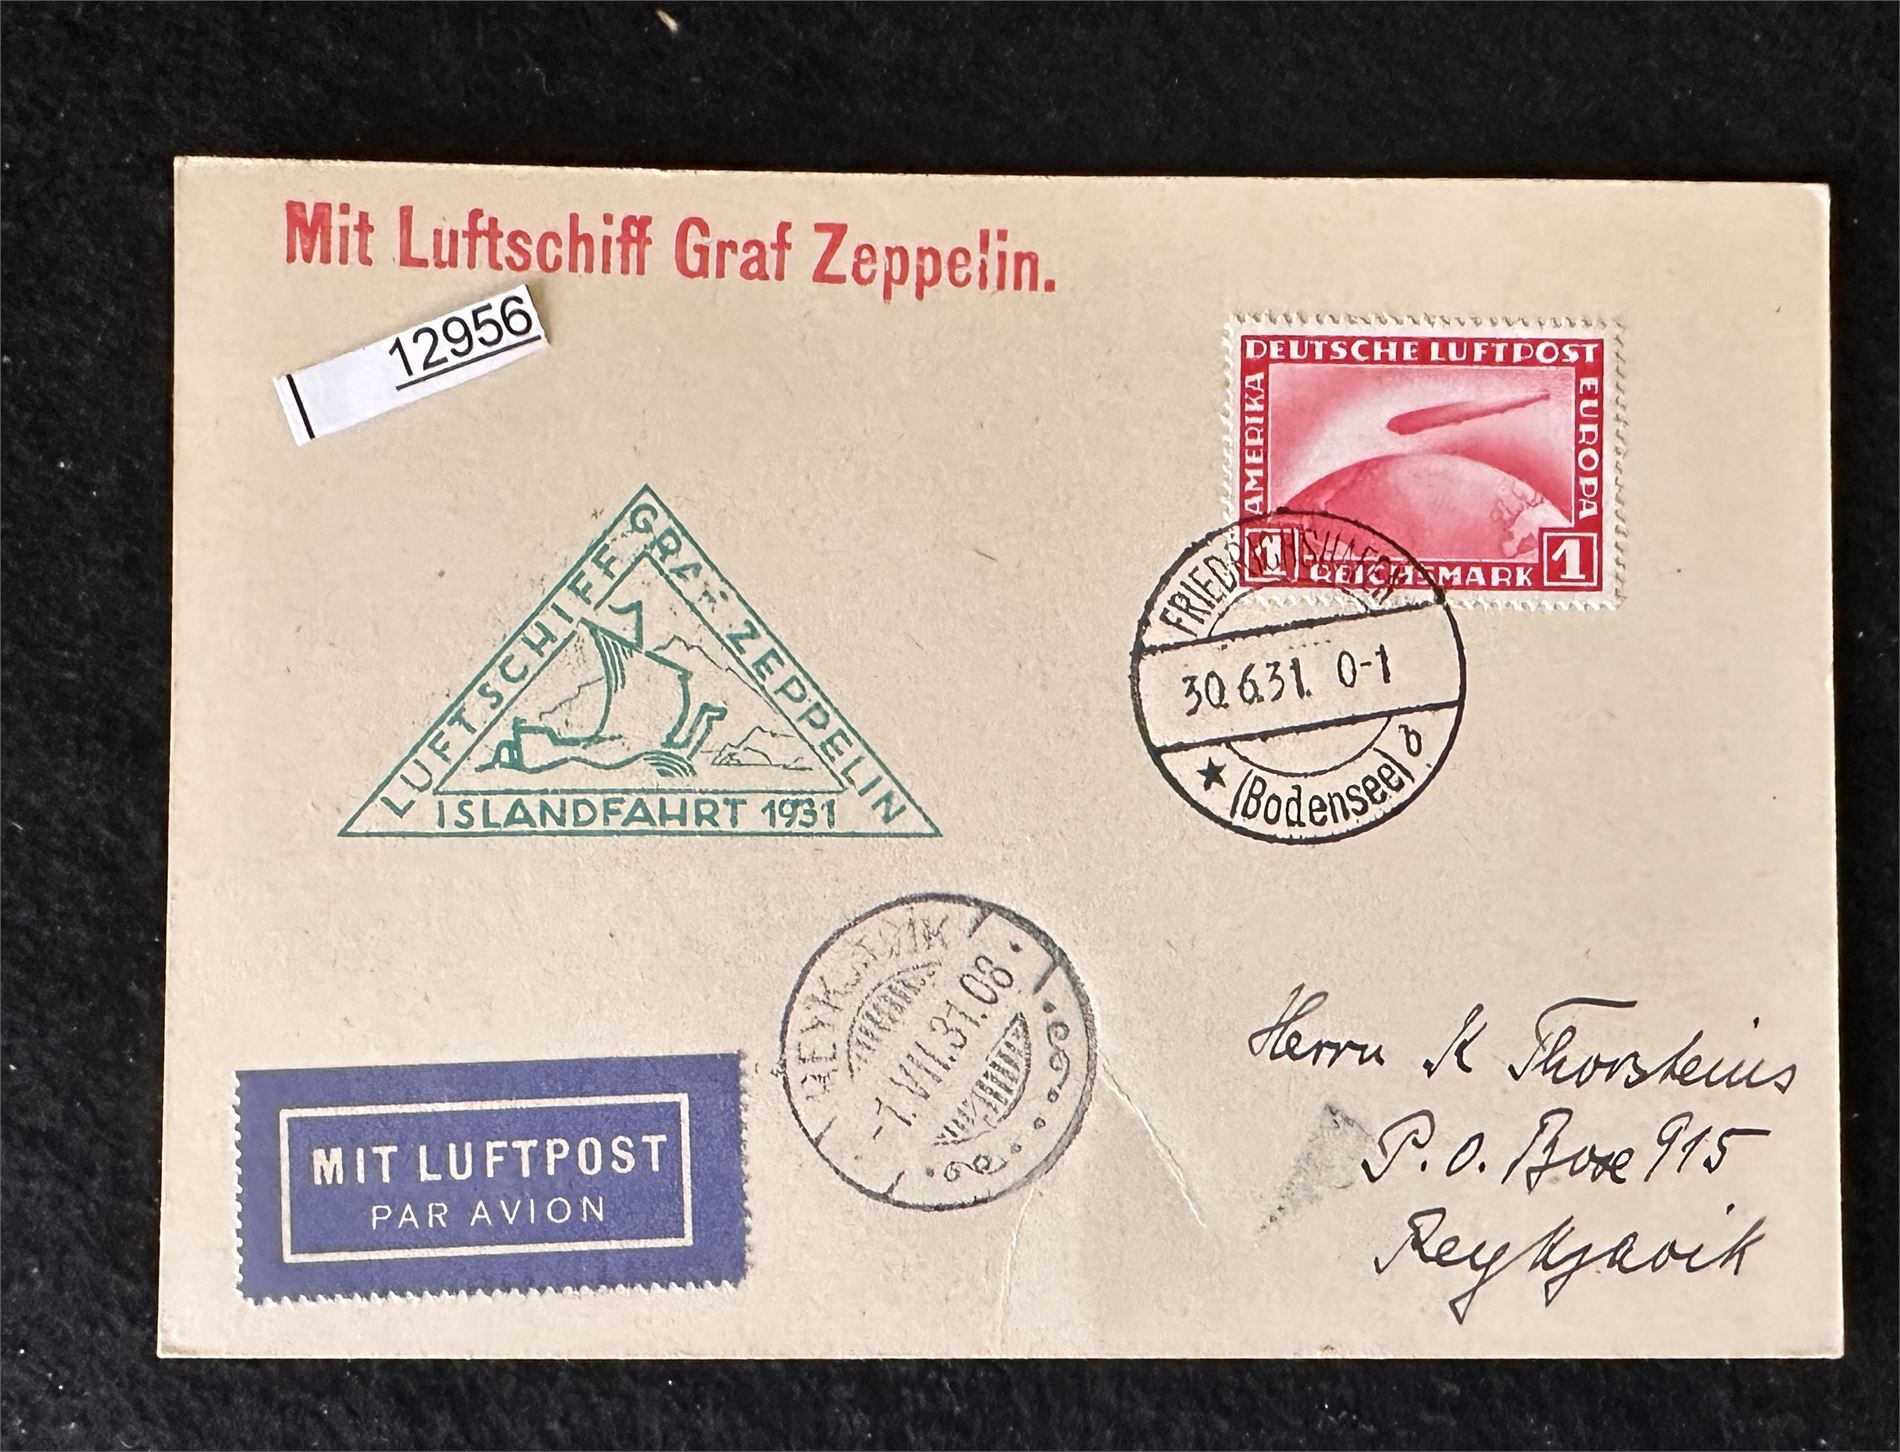 Mit Luftschiff Graf Zeppelin.
12956
DEUTSCHE LUFTPOST
AMERIKA
EUROPA
1 REICHSMARK 1
LUFTSCHIFF GRAF ZEPPELIN
ISLANDFAHRT 1931
FRIEDRICHSHAFEN
30.6.31. 0-1
(Bodensee) b
REYKJAVIK
-1.VII.31.08
MIT LUFTPOST
PAR AVION
Herrn K Thorsteins
P.O. Box 915
Reykjavik